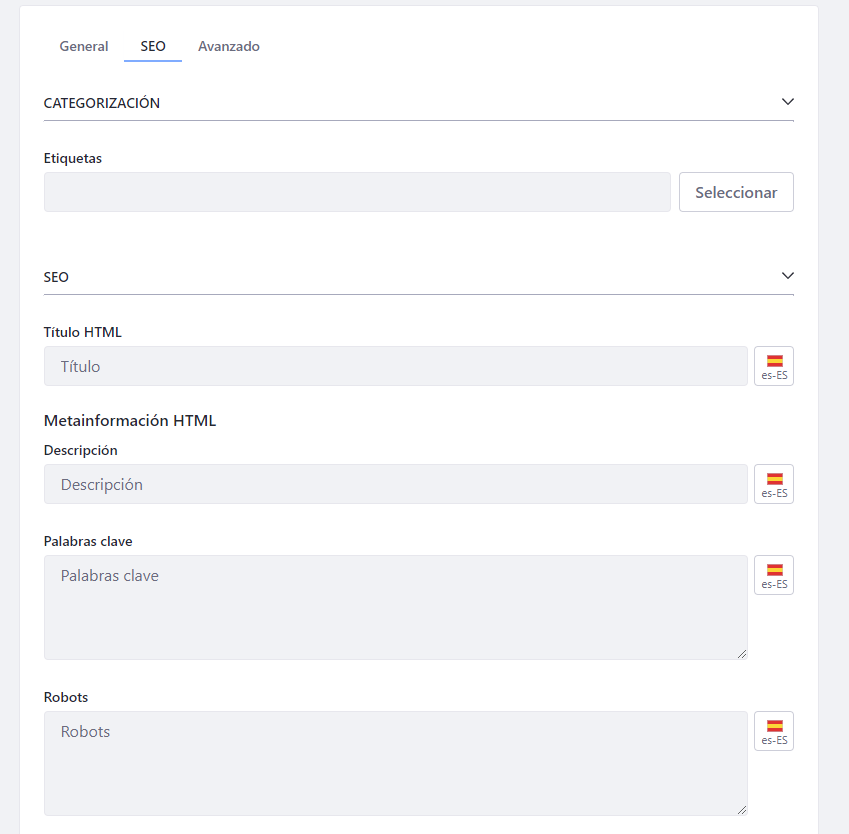 General SEO Avanzado
CATEGORIZACIÓN
Etiquetas
Seleccionar
SEO
Título HTML
Título
es-ES
Metainformación HTML
Descripción
Descripción
es-ES
Palabras clave
Palabras clave
es-ES
Robots
Robots
es-ES